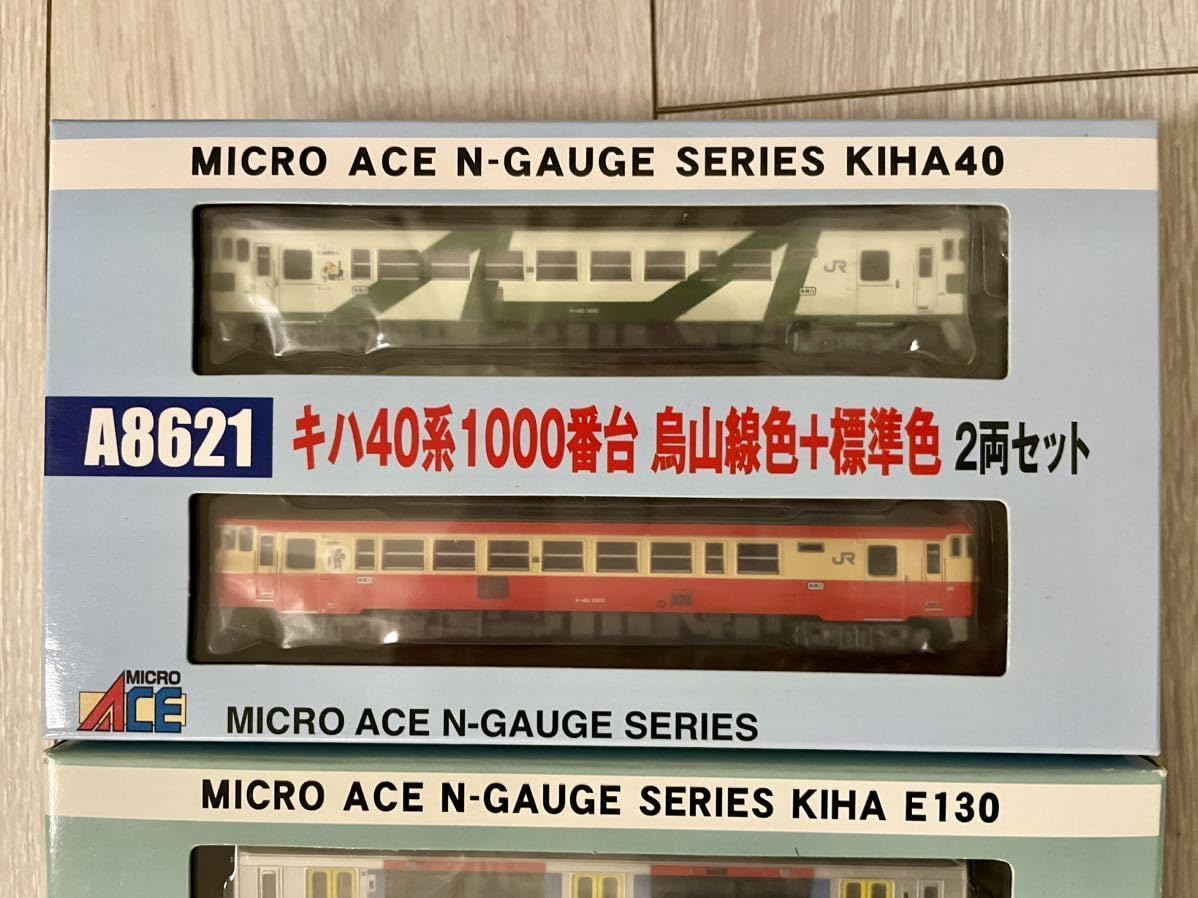 MICRO ACE N-GAUGE SERIES KIHA40
JR
A8621 キハ40系1000番台 烏山線色+標準色 2両セット
JR
MICRO
ACE
MICRO ACE N-GAUGE SERIES
MICRO ACE N-GAUGE SERIES KIHA E130